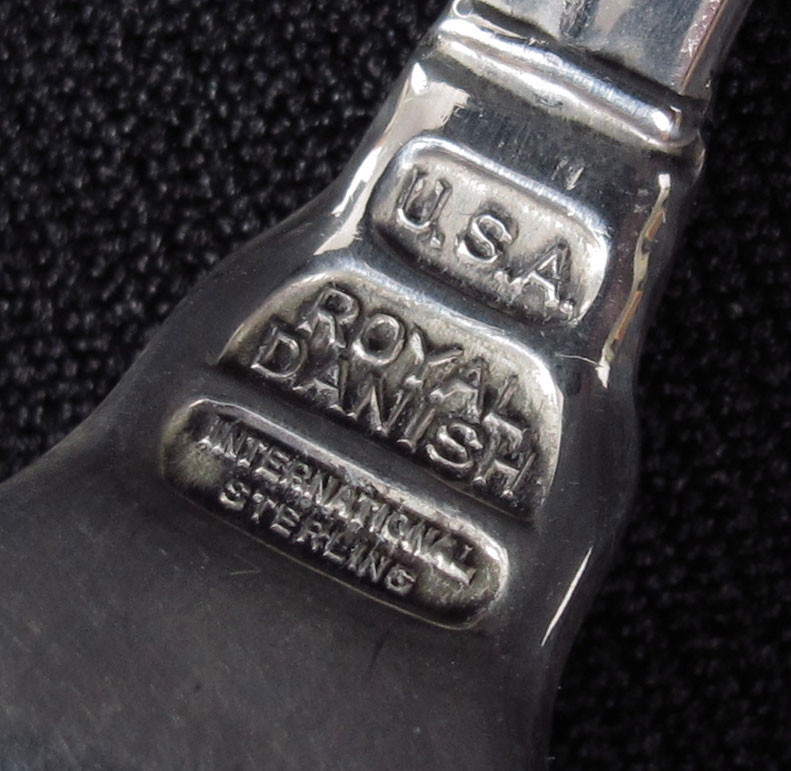 U.S.A.
ROYAL
DANISH
INTERNATIONAL
STERLING